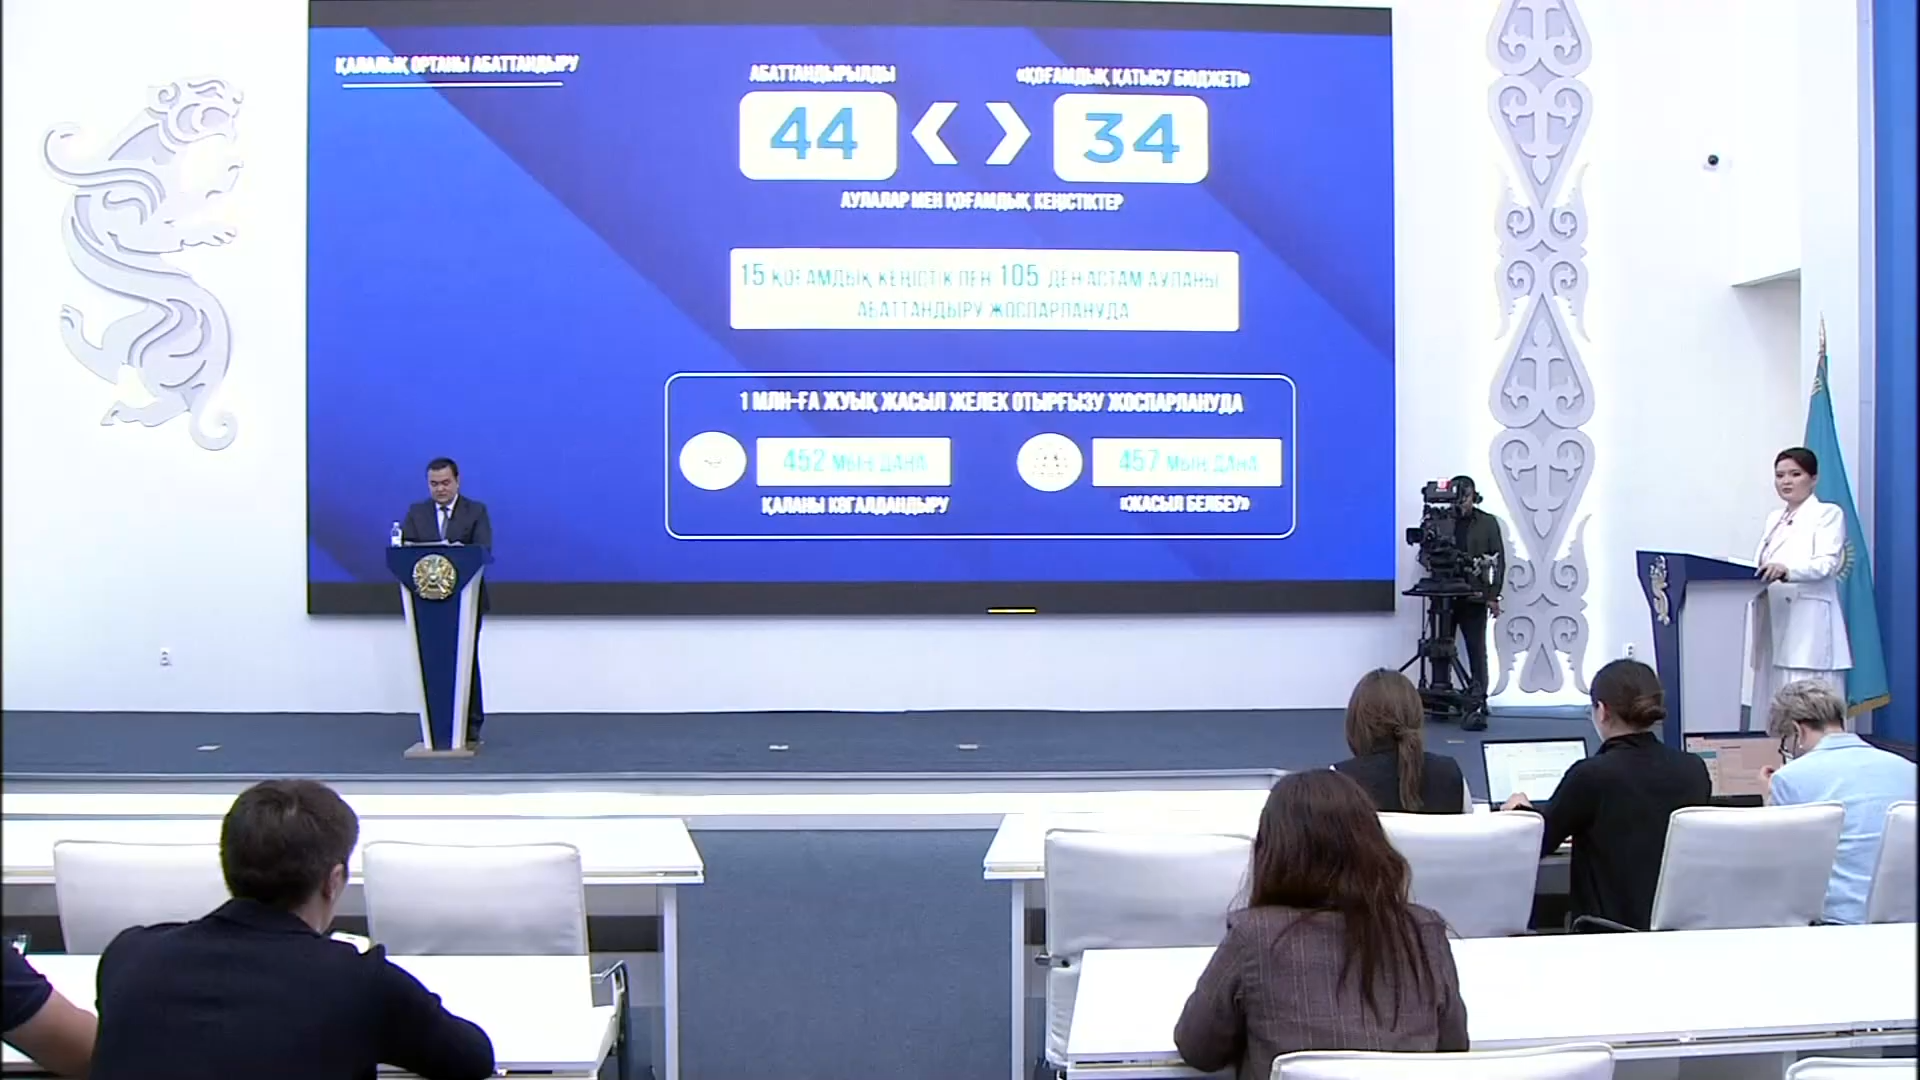 ҚАЛАЛЫҚ ОРТАНЫ АБАТТАНДЫРУ
АБАТТАНДЫРЫЛДЫ
«ҚОҒАМДЫҚ ҚАТЫСУ БЮДЖЕТІ»
44
34
АУЛАЛАР МЕН ҚОҒАМДЫҚ КЕҢІСТІКТЕР
15 ҚОҒАМДЫҚ КЕҢІСТІК ПЕН 105 ДЕН АСТАМ АУЛАНЫ
АБАТТАНДЫРУ ЖОСПАРЛАНУДА
1 МЛН-ҒА ЖУЫҚ ЖАСЫЛ ЖЕЛЕК ОТЫРҒЫЗУ ЖОСПАРЛАНУДА
452 МЫҢ ДАНА
457 МЫҢ ДАНА
ҚАЛАНЫ КӨГАЛДАНДЫРУ
«ЖАСЫЛ БЕЛБЕУ»